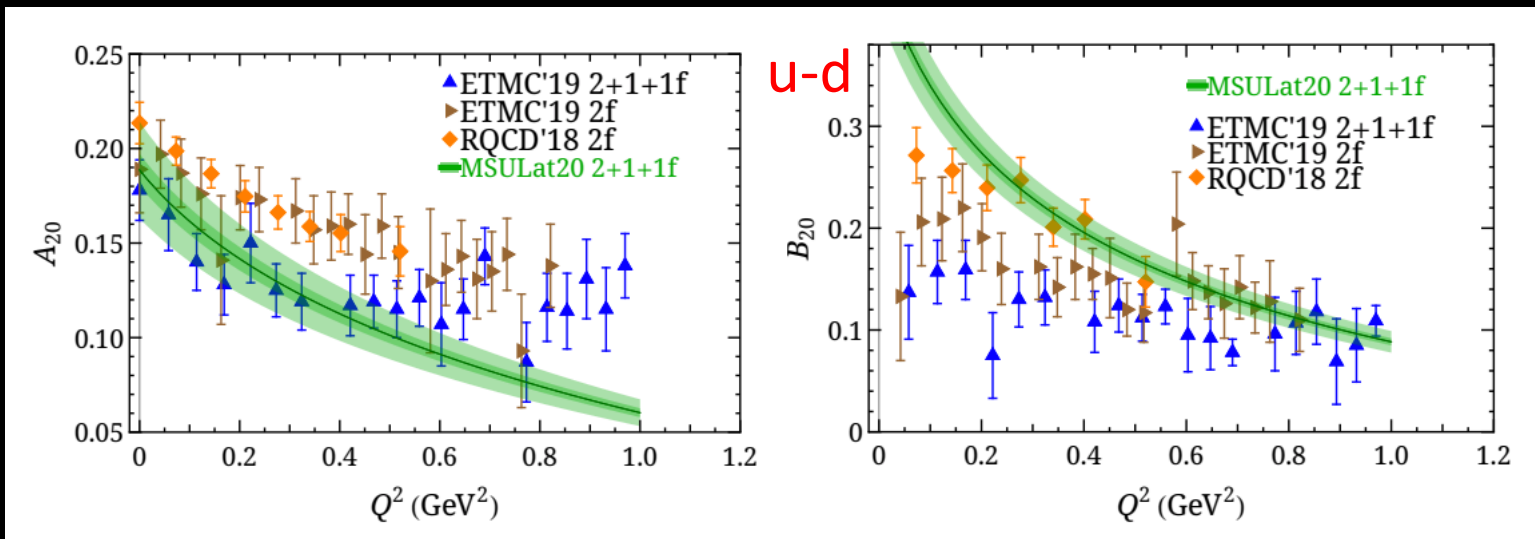 u-d
0.25
0.20
0.15
0.10
0.05
A₂₀
ETMC'19 2+1+1f
ETMC'19 2f
RQCD'18 2f
MSULat20 2+1+1f
0 0.2 0.4 0.6 0.8 1.0 1.2
Q² (GeV²)
0.3
0.2
0.1
0
B₂₀
MSULat20 2+1+1f
ETMC'19 2+1+1f
ETMC'19 2f
RQCD'18 2f
0 0.2 0.4 0.6 0.8 1.0 1.2
Q² (GeV²)